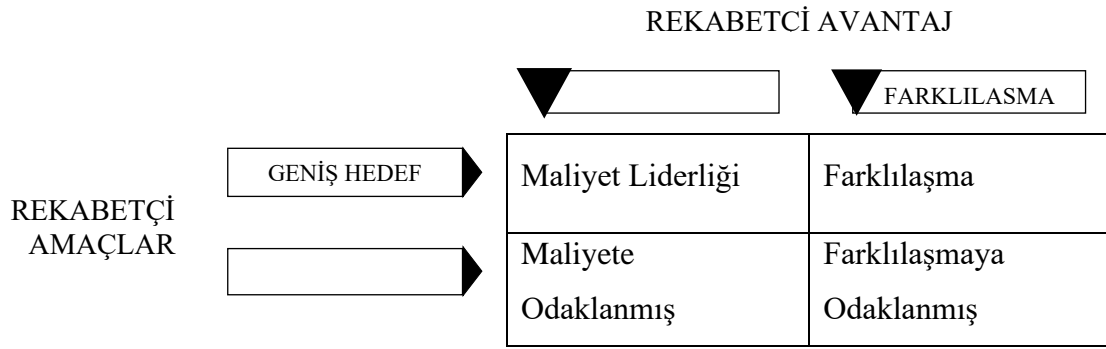 REKABETCİ AVANTAJ
FARKLILASMA
GENİŞ HEDEF
Maliyet Liderliği
Farklılaşma
REKABETÇİ
AMAÇLAR
Maliyete
Odaklanmış
Farklılaşmaya
Odaklanmış